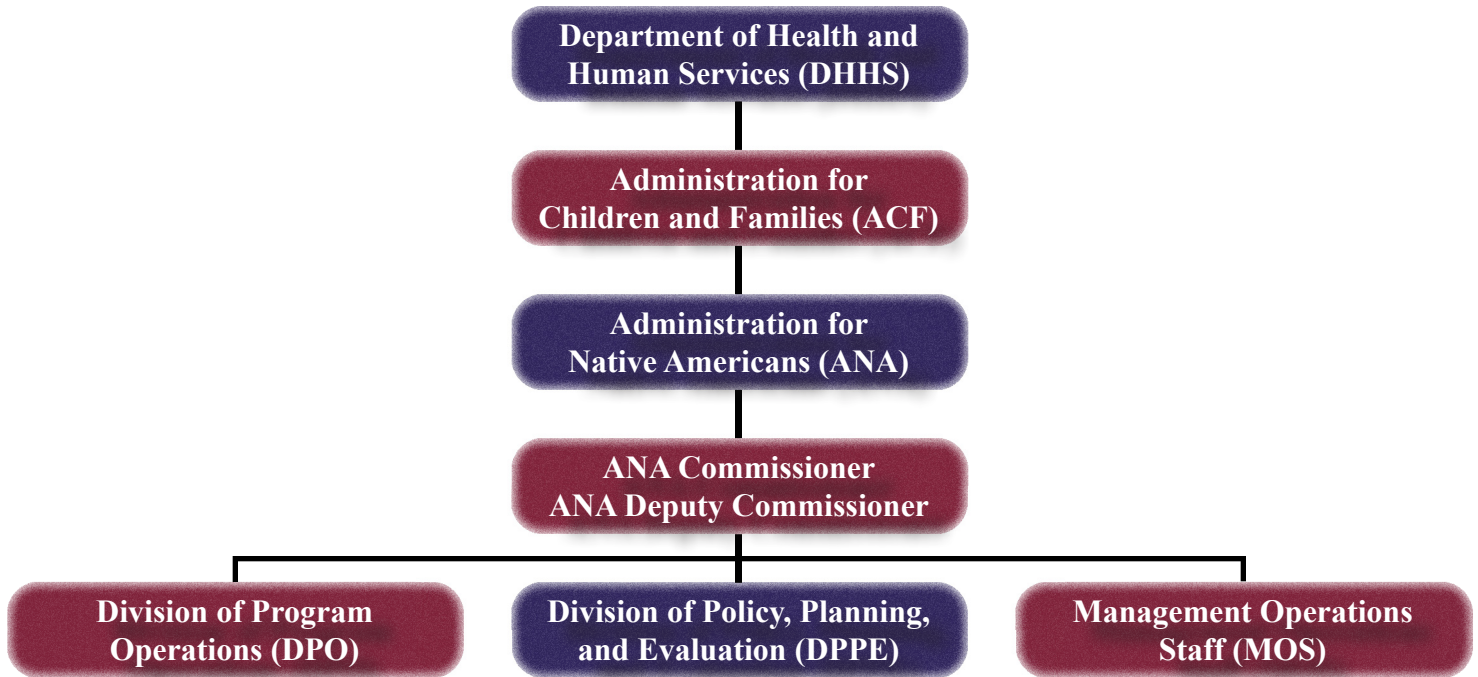 Department of Health and
Human Services (DHHS)
Administration for
Children and Families (ACF)
Administration for
Native Americans (ANA)
ANA Commissioner
ANA Deputy Commissioner
Division of Program
Operations (DPO)
Division of Policy, Planning,
and Evaluation (DPPE)
Management Operations
Staff (MOS)